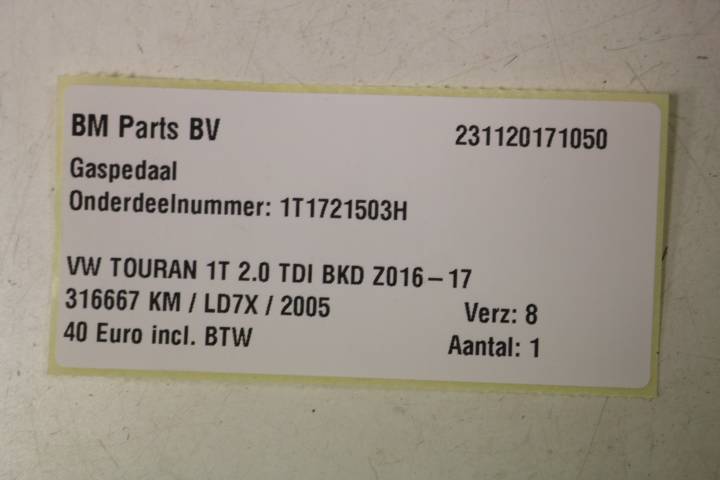 BM Parts BV 231120171050
Gaspedaal
Onderdeelnummer: 1T1721503H
VW TOURAN 1T 2.0 TDI BKD Z016-17
316667 KM / LD7X / 2005 Verz: 8
40 Euro incl. BTW Aantal: 1